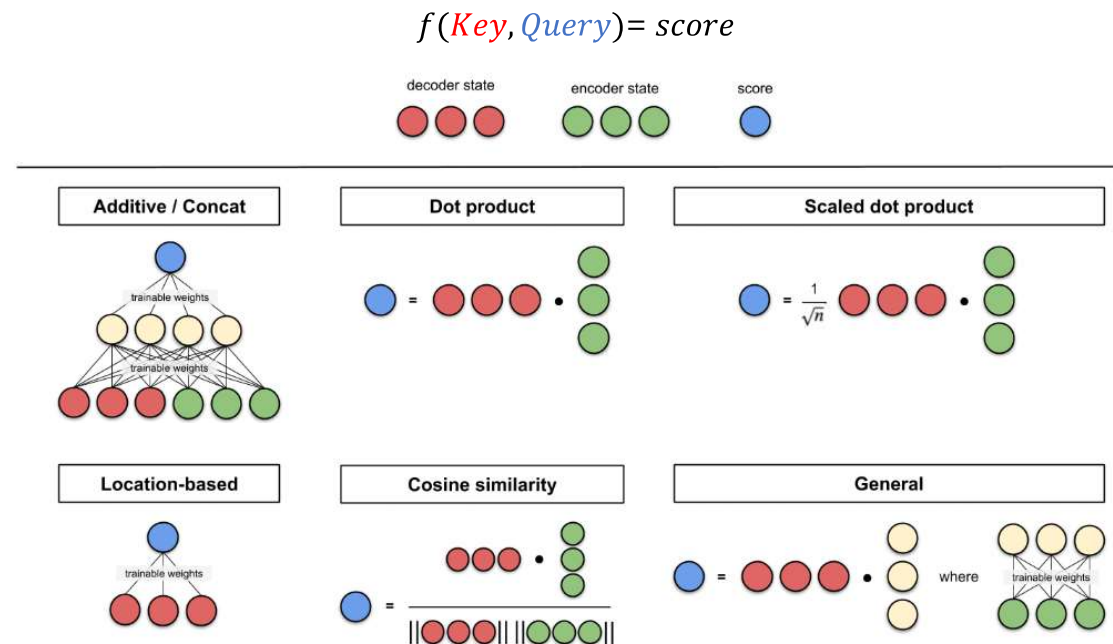 f(Key, Query)= score
decoder state
encoder state
score
Additive / Concat
Dot product
Scaled dot product
trainable weights
trainable weights
=
•
= 1/√n
•
Location-based
Cosine similarity
General
trainable weights
•
=
|| || || ||
=
•
where
trainable weights